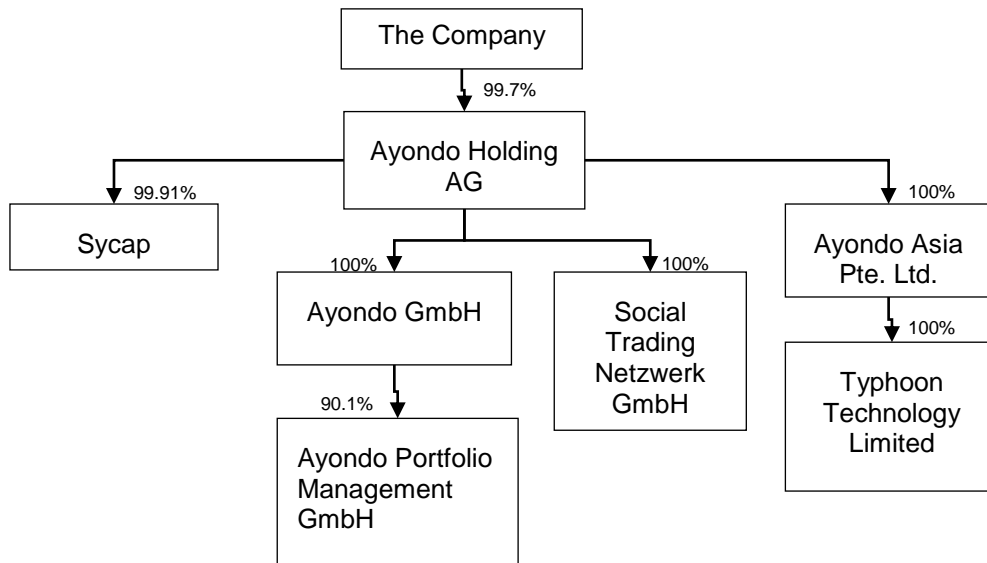 The Company
99.7%
Ayondo Holding
AG
99.91%
100%
Sycap
Ayondo Asia
Pte. Ltd.
100%
100%
Ayondo GmbH
Social
Trading
Netzwerk
GmbH
100%
Typhoon
Technology
Limited
90.1%
Ayondo Portfolio
Management
GmbH